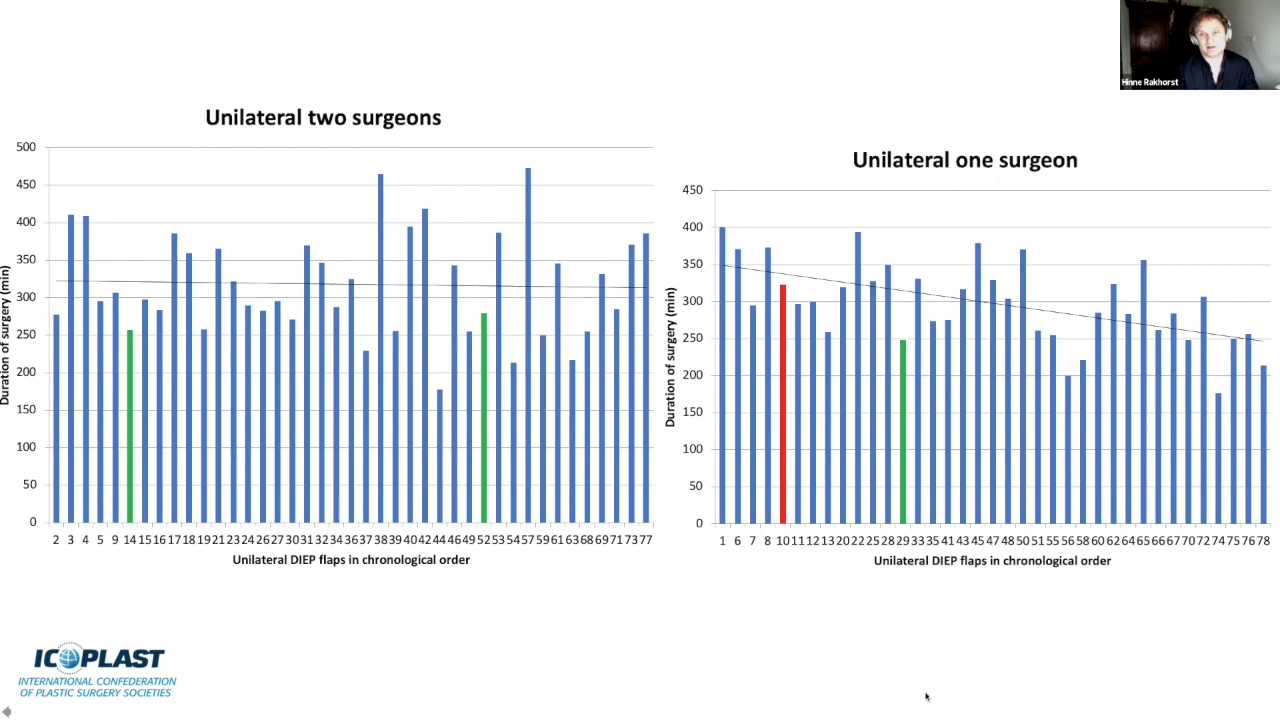 Hinne Rakhorst
Unilateral two surgeons
500
450
400
350
300
250
200
150
100
50
0
Duration of surgery (min)
2 3 4 5 9 14 15 16 17 18 19 21 23 24 26 27 30 31 32 34 36 37 38 39 40 42 44 46 49 52 53 54 57 59 61 63 68 69 71 73 77
Unilateral DIEP flaps in chronological order
Unilateral one surgeon
450
400
350
300
250
200
150
100
50
0
Duration of surgery (min)
1 6 7 8 10 11 12 13 20 22 25 28 29 33 35 41 43 45 47 48 50 51 55 56 58 60 62 64 65 66 67 70 72 74 75 76 78
Unilateral DIEP flaps in chronological order
ICOPLAST
INTERNATIONAL CONFEDERATION
OF PLASTIC SURGERY SOCIETIES